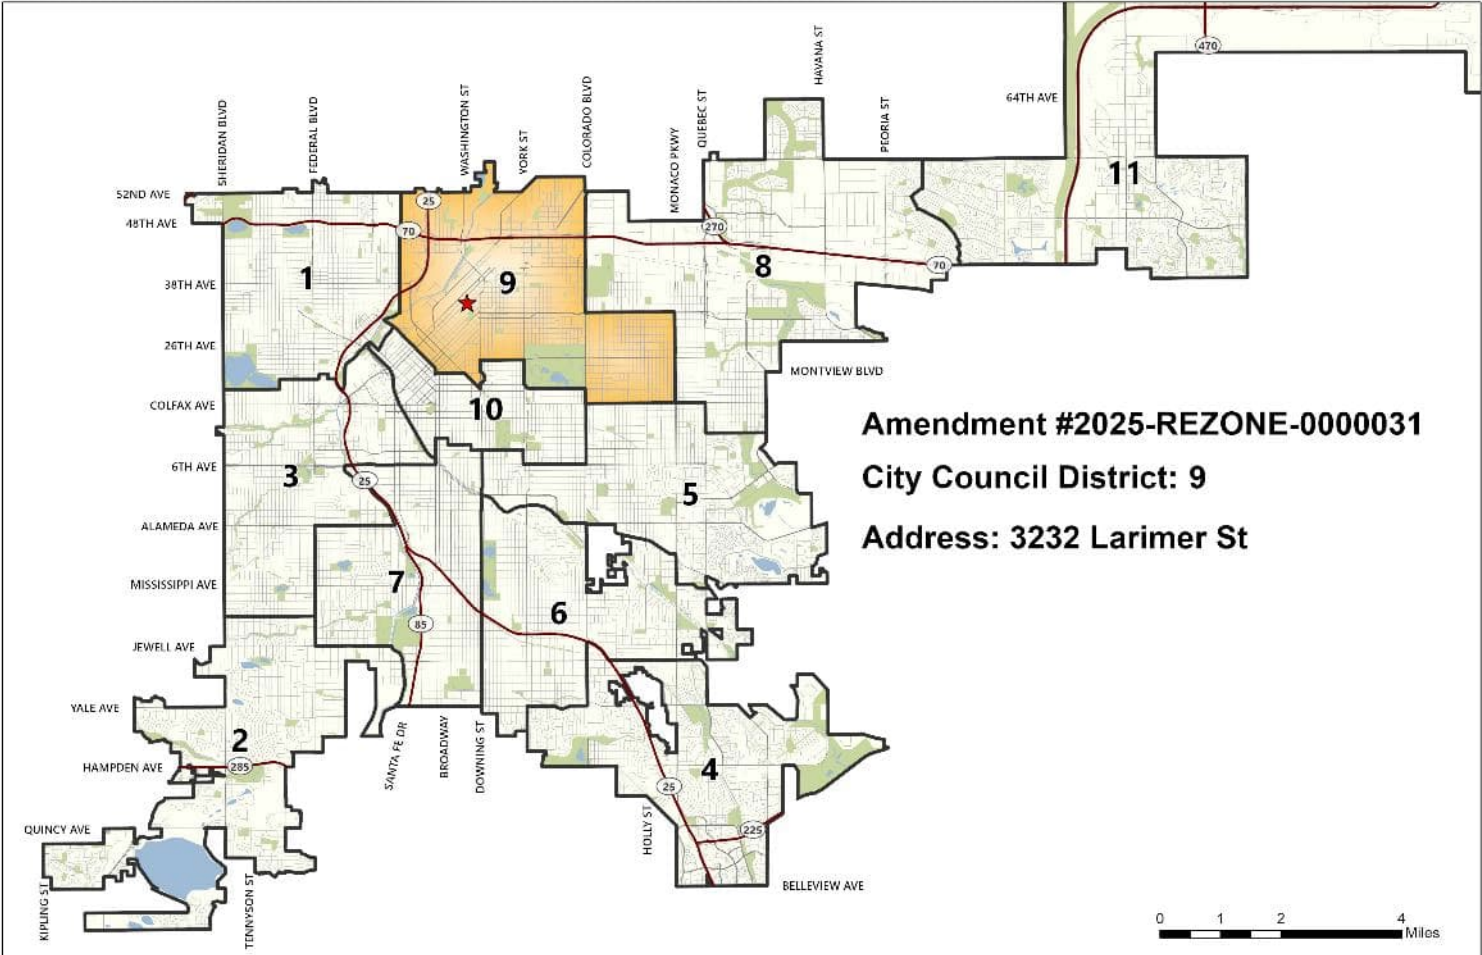 SHERIDAN BLVD
FEDERAL BLVD
WASHINGTON ST
YORK ST
COLORADO BLVD
MONACO PKWY
QUEBEC ST
HAVANA ST
PEORIA ST
64TH AVE
470
11
52ND AVE
48TH AVE
25
70
270
70
8
1
9
38TH AVE
26TH AVE
MONTVIEW BLVD
COLFAX AVE
10
Amendment #2025-REZONE-0000031
City Council District: 9
Address: 3232 Larimer St
6TH AVE
3
25
5
ALAMEDA AVE
MISSISSIPPI AVE
7
6
85
JEWELL AVE
YALE AVE
2
HAMPDEN AVE
285
SANTA FE DR
BROADWAY
DOWNING ST
4
25
HOLLY ST
225
QUINCY AVE
KIPLING ST
TENNYSON ST
BELLEVIEW AVE
0 1 2 4
Miles